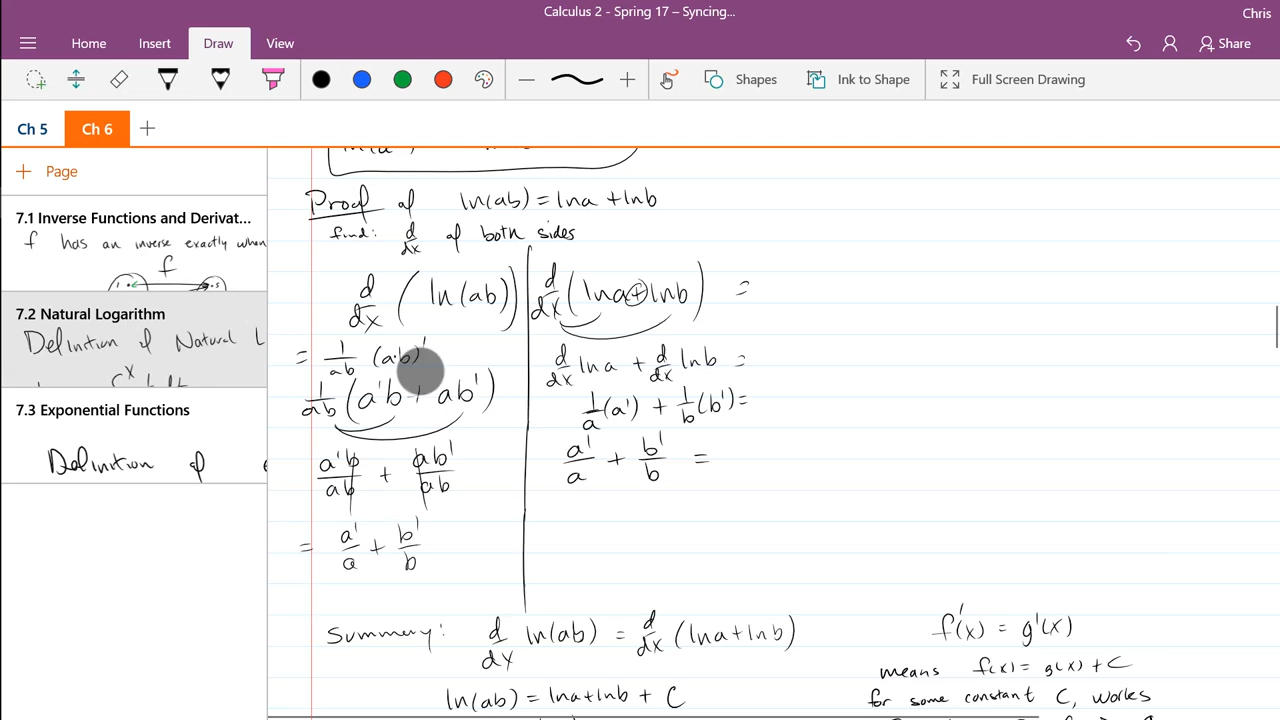 Calculus 2 - Spring 17 – Syncing...
Chris
Home Insert Draw View
Share
Shapes Ink to Shape Full Screen Drawing
Ch 5 Ch 6
Page
7.1 Inverse Functions and Derivat...
f has an inverse exactly when
f
7.2 Natural Logarithm
Definition of Natural L
7.3 Exponential Functions
Definition of
Proof of ln(ab) = lna + lnb
find: d/dx of both sides
d/dx (ln(ab)) | d/dx (lna + lnb) =
= 1/ab (a·b)' | d/dx lna + d/dx lnb =
1/ab (a'b + ab') | 1/a (a') + 1/b (b') =
a'b/ab + ab'/ab | a'/a + b'/b =
= a'/a + b'/b
Summary: d/dx ln(ab) = d/dx (lna + lnb)
ln(ab) = lna + lnb + C
f'(x) = g'(x)
means f(x) = g(x) + C
for some constant C, works